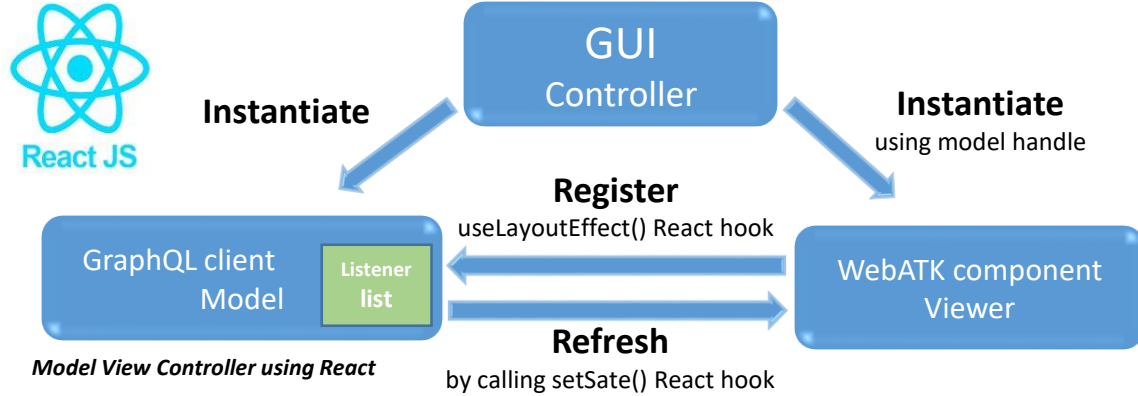 React JS
GUI
Controller
Instantiate
Instantiate
using model handle
Register
useLayoutEffect() React hook
GraphQL client
Model
Listener
list
WebATK component
Viewer
Refresh
by calling setSate() React hook
Model View Controller using React